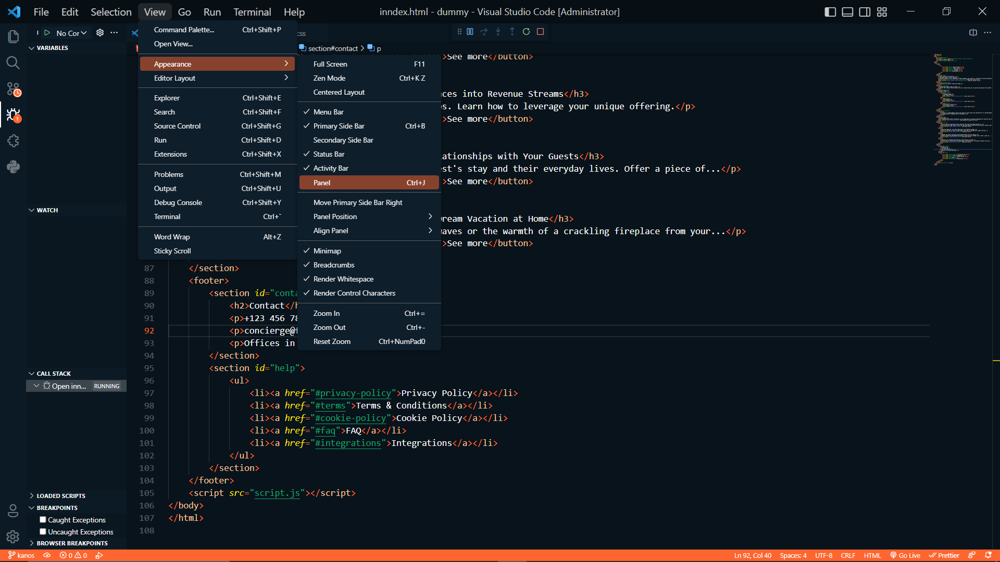 File Edit Selection View Go Run Terminal Help
inndex.html - dummy - Visual Studio Code [Administrator]
No Cor
VARIABLES
WATCH
CALL STACK
Open inn... RUNNING
LOADED SCRIPTS
BREAKPOINTS
Caught Exceptions
Uncaught Exceptions
BROWSER BREAKPOINTS
1
Command Palette... Ctrl+Shift+P
Open View...
Appearance
Editor Layout
Explorer Ctrl+Shift+E
Search Ctrl+Shift+F
Source Control Ctrl+Shift+G
Run Ctrl+Shift+D
Extensions Ctrl+Shift+X
Problems Ctrl+Shift+M
Output Ctrl+Shift+U
Debug Console Ctrl+Shift+Y
Terminal Ctrl+`
Word Wrap Alt+Z
Sticky Scroll
css
section#contact > p
Full Screen F11
Zen Mode Ctrl+K Z
Centered Layout
Menu Bar
Primary Side Bar Ctrl+B
Secondary Side Bar
Status Bar
Activity Bar
Panel Ctrl+J
Move Primary Side Bar Right
Panel Position
Align Panel
Minimap
Breadcrumbs
Render Whitespace
Render Control Characters
Zoom In Ctrl+=
Zoom Out Ctrl+-
Reset Zoom Ctrl+NumPad0
>See more</button>
nces into Revenue Streams</h3>
os. Learn how to leverage your unique offering.</p>
>See more</button>
lationships with Your Guests</h3>
est's stay and their everyday lives. Offer a piece of...</p>
>See more</button>
Dream Vacation at Home</h3>
waves or the warmth of a crackling fireplace from your...</p>
>See more</button>
87 </section>
88 <footer>
89 <section id="conta
90 <h2>Contact</h
91 <p>+123 456 78
92 <p>concierge@
93 <p>Offices in
94 </section>
95 <section id="help">
96 <ul>
97 <li><a href="#privacy-policy">Privacy Policy</a></li>
98 <li><a href="#terms">Terms & Conditions</a></li>
99 <li><a href="#cookie-policy">Cookie Policy</a></li>
100 <li><a href="#faq">FAQ</a></li>
101 <li><a href="#integrations">Integrations</a></li>
102 </ul>
103 </section>
104 </footer>
105 <script src="script.js"></script>
106 </body>
107 </html>
108
kanos 0 0
Ln 92, Col 40 Spaces: 4 UTF-8 CRLF HTML Go Live Prettier